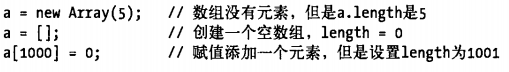 a = new Array(5);    // 数组没有元素，但是a.length是5
a = [];              // 创建一个空数组，length = 0
a[1000] = 0;         // 赋值添加一个元素，但是设置length为1001